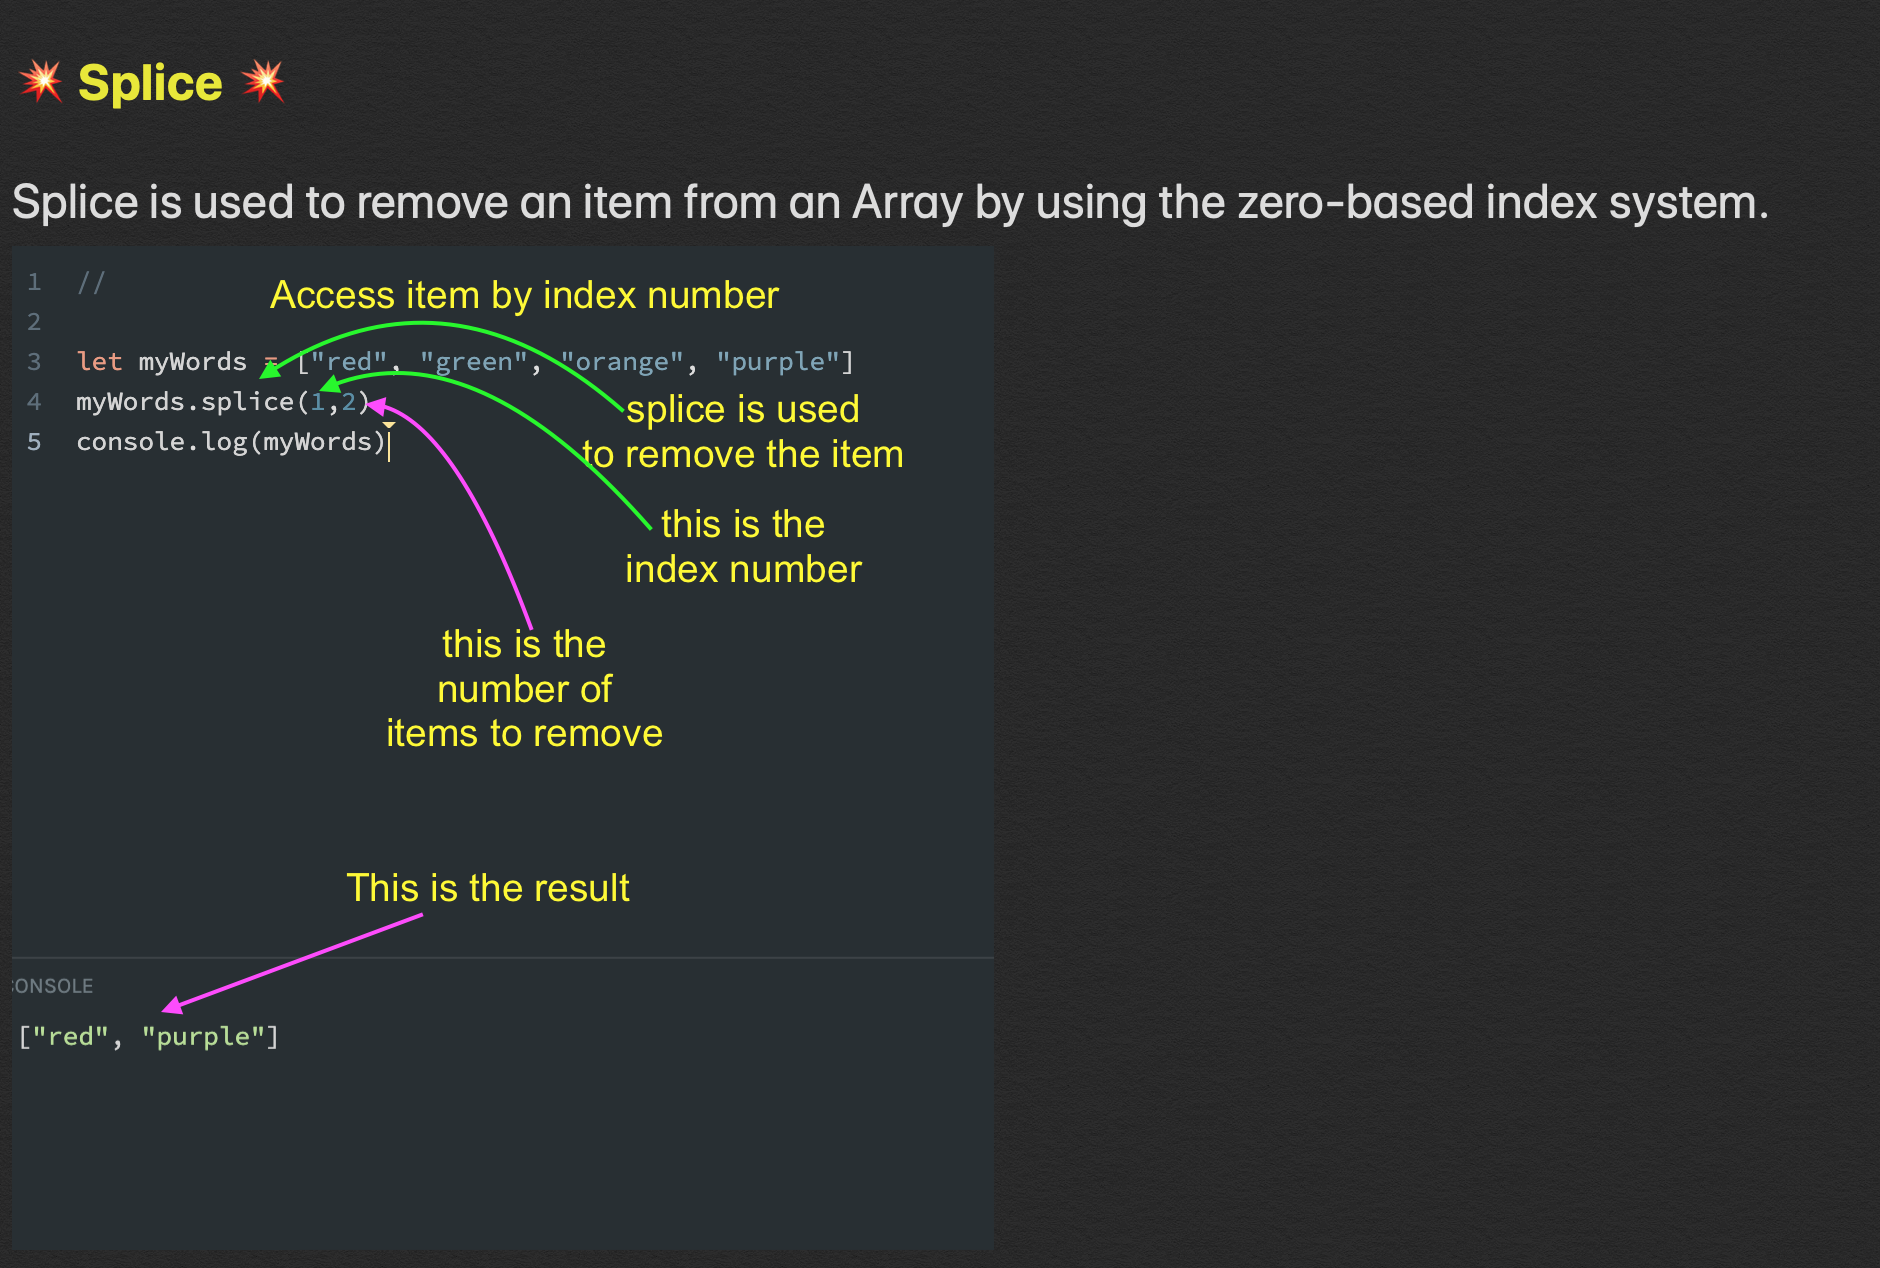 💥 Splice 💥
Splice is used to remove an item from an Array by using the zero-based index system.
1 //
Access item by index number
2
3 let myWords = ["red", "green", "orange", "purple"]
4 myWords.splice(1,2)
5 console.log(myWords)
splice is used
to remove the item
this is the
index number
this is the
number of
items to remove
This is the result
CONSOLE
["red", "purple"]